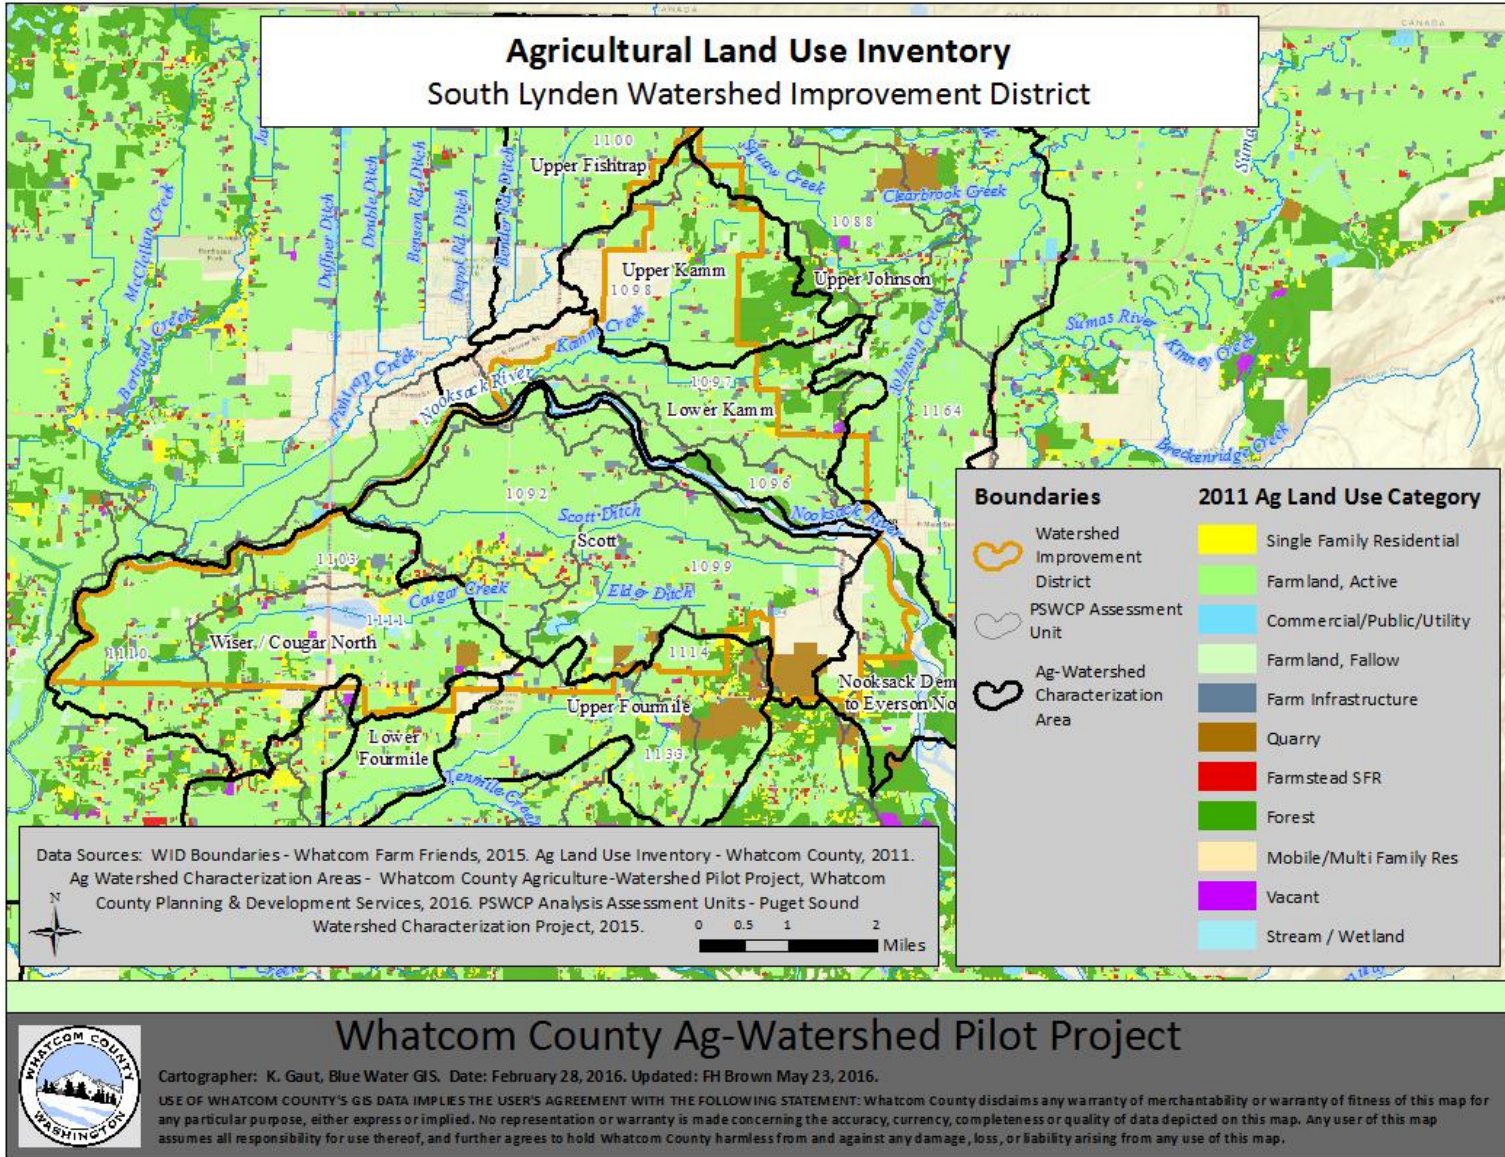 Agricultural Land Use Inventory
South Lynden Watershed Improvement District
CANADA
CANADA
1100
Upper Fishtrap
Squaw Creek
Clearbrook Creek
1088
Upper Kamm
1098
Upper Johnson
McClellan Creek
Bertrand Creek
Duffner Ditch
Double Ditch
Benson Rd. Ditch
Depot Rd. Ditch
Bender Rd. Ditch
Fishtrap Creek
Kamm Creek
Nooksack River
Johnson Creek
Sumas River
Kinney Creek
Breckenridge Creek
1097
Lower Kamm
1164
1092
1096
Scott Ditch
Nooksack River
Scott
1103
1099
Cougar Creek
Elder Ditch
1111
Wiser / Cougar North
1110
1114
Nooksack Dem
to Everson No
Upper Fourmile
Lower
Fourmile
1133
Tenmile Creek
Boundaries
Watershed
Improvement
District
PSWCP Assessment
Unit
Ag-Watershed
Characterization
Area
2011 Ag Land Use Category
Single Family Residential
Farmland, Active
Commercial/Public/Utility
Farmland, Fallow
Farm Infrastructure
Quarry
Farmstead SFR
Forest
Mobile/Multi Family Res
Vacant
Stream / Wetland
Data Sources: WID Boundaries - Whatcom Farm Friends, 2015. Ag Land Use Inventory - Whatcom County, 2011.
Ag Watershed Characterization Areas - Whatcom County Agriculture-Watershed Pilot Project, Whatcom
County Planning & Development Services, 2016. PSWCP Analysis Assessment Units - Puget Sound
Watershed Characterization Project, 2015.
N
0 0.5 1 2
Miles
Whatcom County Ag-Watershed Pilot Project
WHATCOM COUNTY
WASHINGTON
Cartographer: K. Gaut, Blue Water GIS. Date: February 28, 2016. Updated: FH Brown May 23, 2016.
USE OF WHATCOM COUNTY'S GIS DATA IMPLIES THE USER'S AGREEMENT WITH THE FOLLOWING STATEMENT: Whatcom County disclaims any warranty of merchantability or warranty of fitness of this map for
any particular purpose, either express or implied. No representation or warranty is made concerning the accuracy, currency, completeness or quality of data depicted on this map. Any user of this map
assumes all responsibility for use thereof, and further agrees to hold Whatcom County harmless from and against any damage, loss, or liability arising from any use of this map.